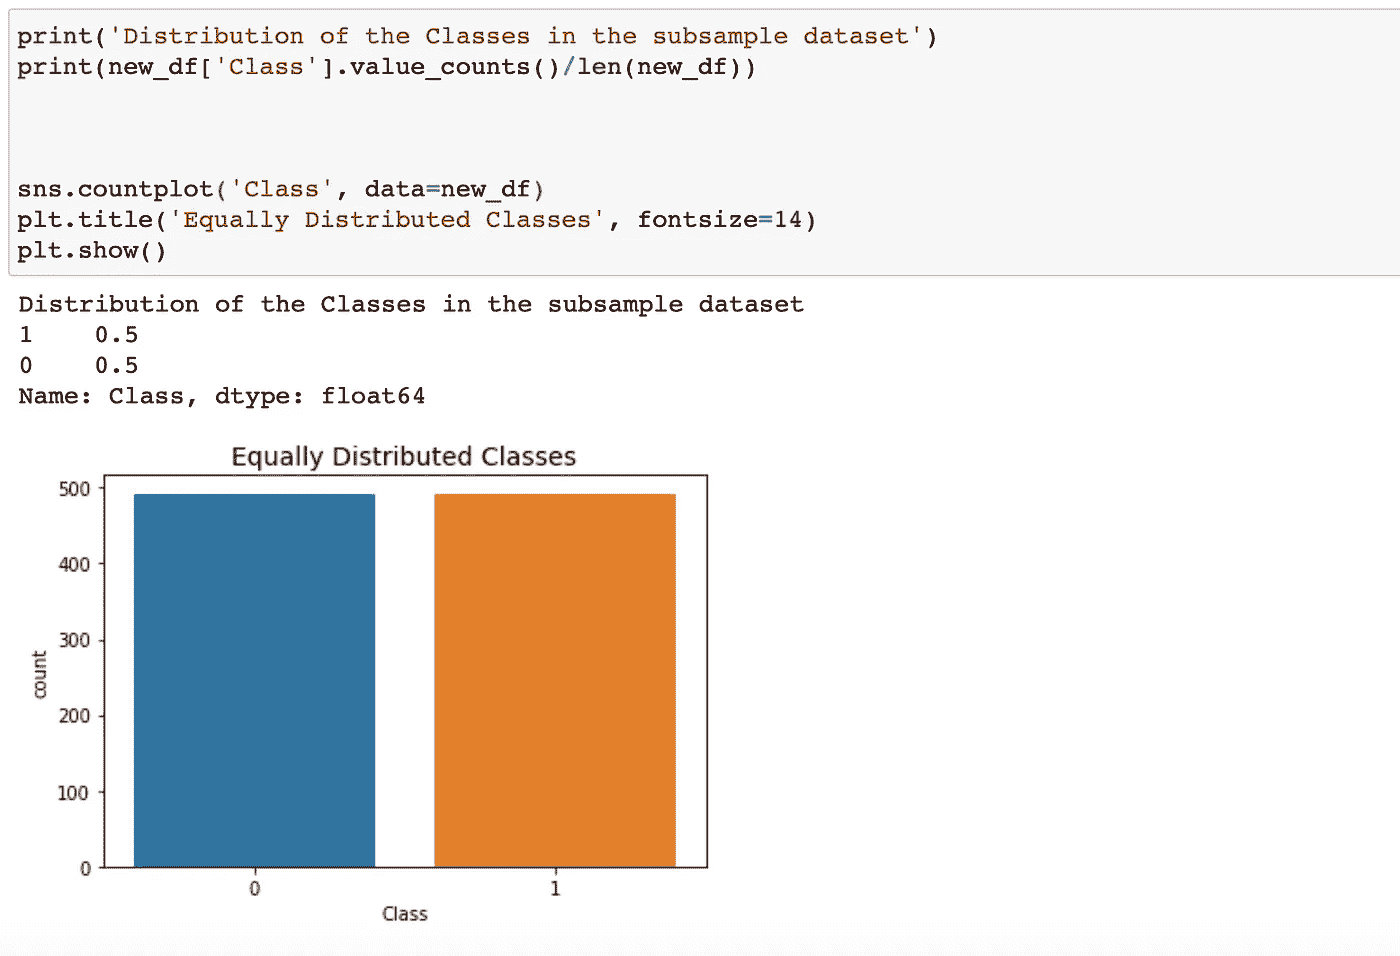 print('Distribution of the Classes in the subsample dataset')
print(new_df['Class'].value_counts()/len(new_df))
sns.countplot('Class', data=new_df)
plt.title('Equally Distributed Classes', fontsize=14)
plt.show()
Distribution of the Classes in the subsample dataset
1    0.5
0    0.5
Name: Class, dtype: float64
Equally Distributed Classes
500
400
300
200
100
0
count
0 1
Class